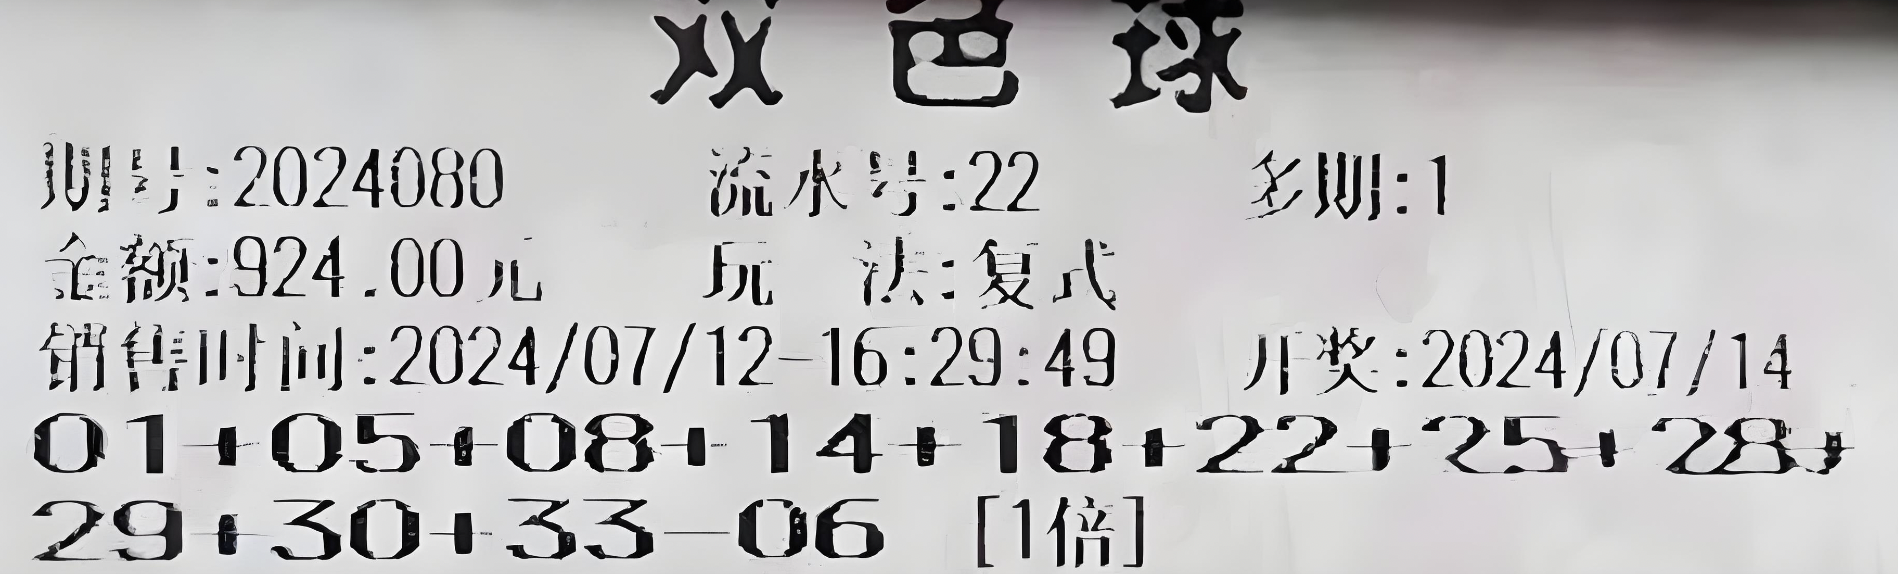 双色球
期号:2024080 流水号:22 多期:1
金额:924.00元 玩 法:复式
销售时间:2024/07/12-16:29:49 开奖:2024/07/14
01+05+08+14+18+22+25+28+
29+30+33-06 [1倍]